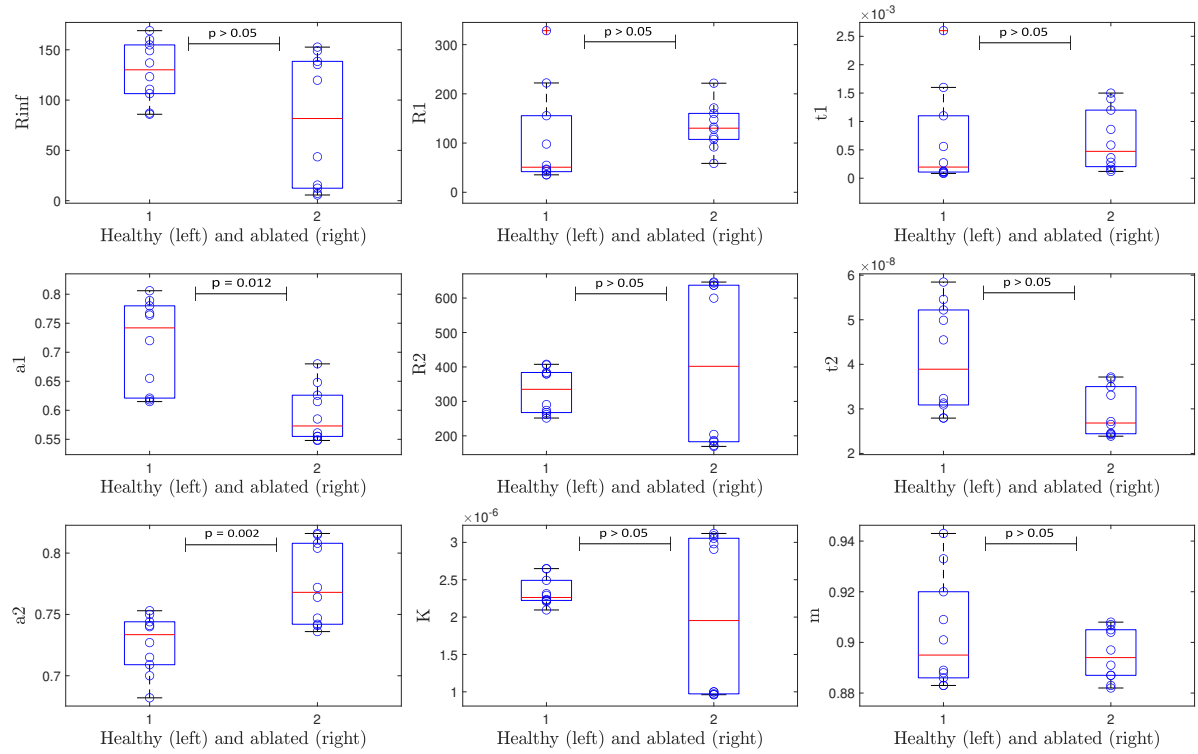 p > 0.05
150
100
50
0
Rinf
1
2
Healthy (left) and ablated (right)
p > 0.05
300
200
100
0
R1
1
2
Healthy (left) and ablated (right)
×10⁻³
p > 0.05
2.5
2
1.5
1
0.5
0
t1
1
2
Healthy (left) and ablated (right)
p = 0.012
0.8
0.75
0.7
0.65
0.6
0.55
a1
1
2
Healthy (left) and ablated (right)
p > 0.05
600
500
400
300
200
R2
1
2
Healthy (left) and ablated (right)
×10⁻⁸
p > 0.05
6
4
3
2
t2
1
2
Healthy (left) and ablated (right)
p = 0.002
0.8
0.75
0.7
a2
1
2
Healthy (left) and ablated (right)
×10⁻⁶
p > 0.05
3
2.5
2
1.5
1
K
1
2
Healthy (left) and ablated (right)
p > 0.05
0.94
0.92
0.9
0.88
m
1
2
Healthy (left) and ablated (right)